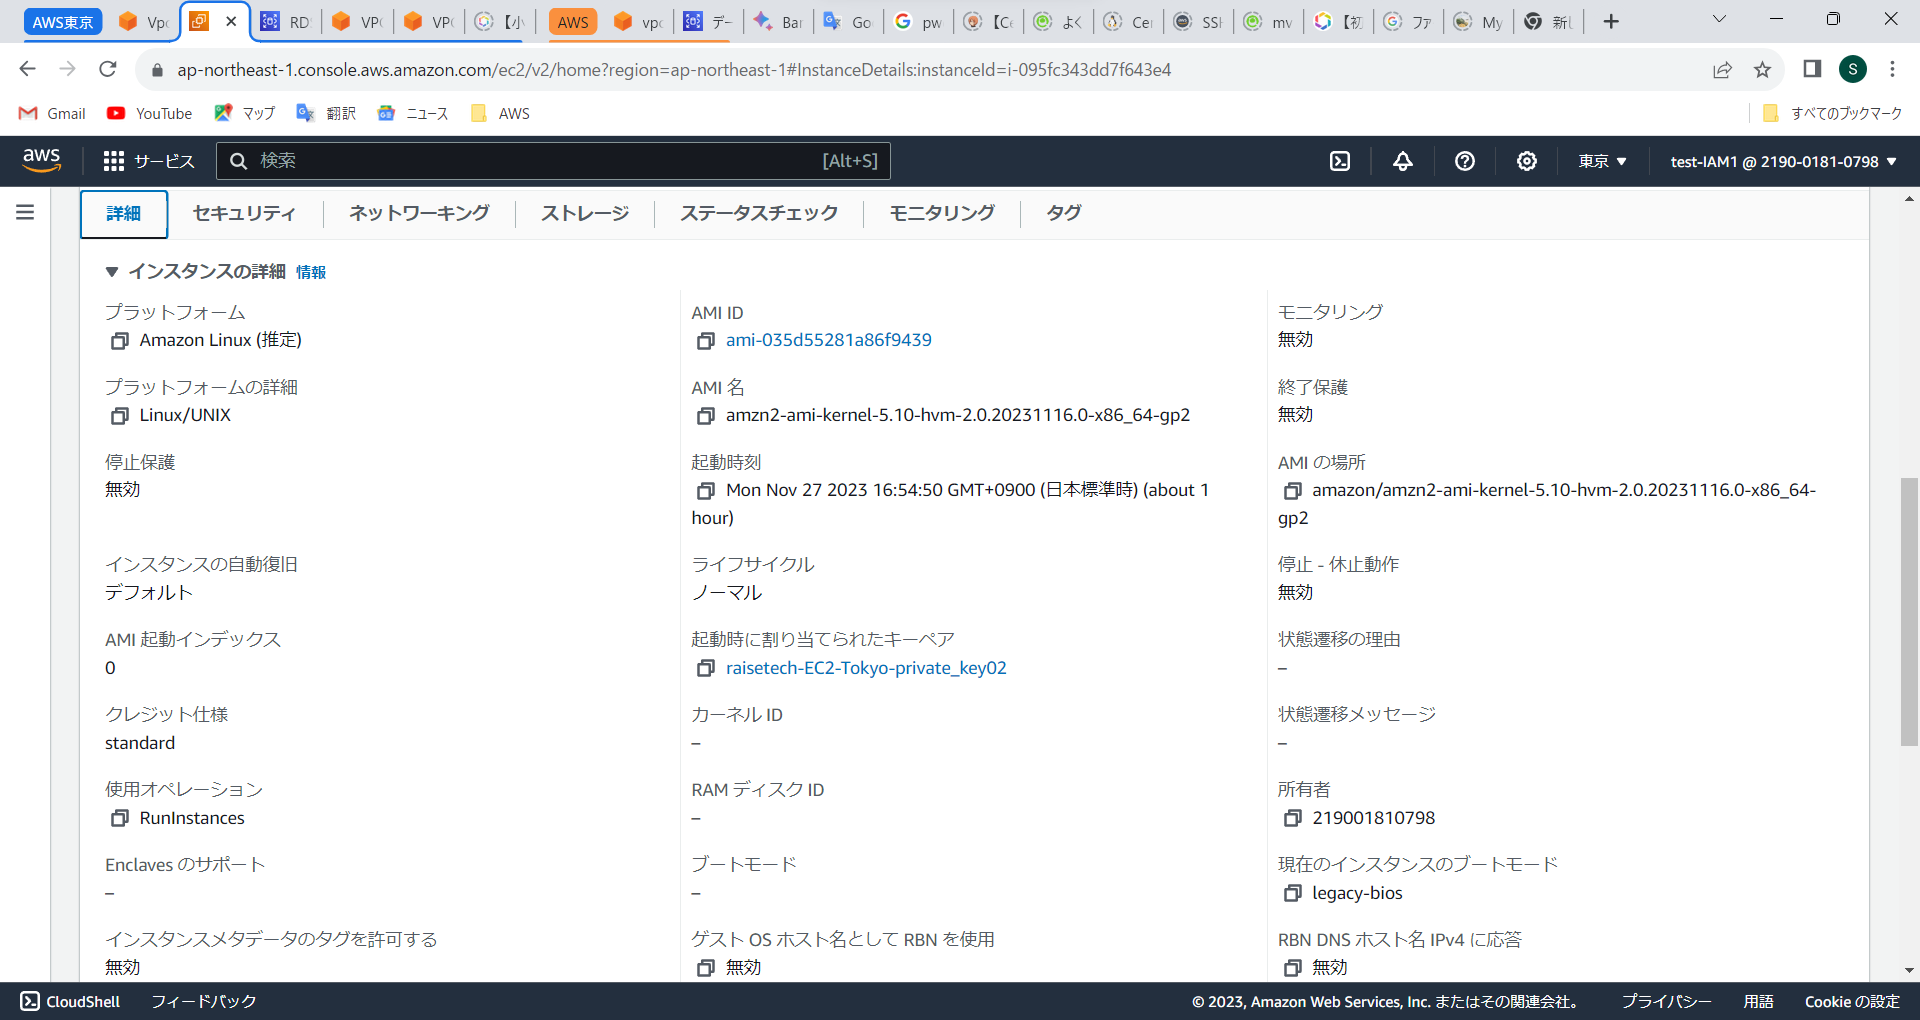 AWS東京
Vpc
RD
VPC
VPC
【小
AWS
vpc
デー
Bar
Go
pw
【Ce
よく
Cer
SSH
mv
【初
ファ
My
新し
ap-northeast-1.console.aws.amazon.com/ec2/v2/home?region=ap-northeast-1#InstanceDetails:instanceId=i-095fc343dd7f643e4
S
Gmail
YouTube
マップ
翻訳
ニュース
AWS
すべてのブックマーク
aws
サービス
検索
[Alt+S]
東京
test-IAM1 @ 2190-0181-0798
詳細
セキュリティ
ネットワーキング
ストレージ
ステータスチェック
モニタリング
タグ
インスタンスの詳細 情報
プラットフォーム
Amazon Linux (推定)
AMI ID
ami-035d55281a86f9439
モニタリング
無効
プラットフォームの詳細
Linux/UNIX
AMI 名
amzn2-ami-kernel-5.10-hvm-2.0.20231116.0-x86_64-gp2
終了保護
無効
停止保護
無効
起動時刻
Mon Nov 27 2023 16:54:50 GMT+0900 (日本標準時) (about 1
hour)
AMI の場所
amazon/amzn2-ami-kernel-5.10-hvm-2.0.20231116.0-x86_64-
gp2
インスタンスの自動復旧
デフォルト
ライフサイクル
ノーマル
停止 - 休止動作
無効
AMI 起動インデックス
0
起動時に割り当てられたキーペア
raisetech-EC2-Tokyo-private_key02
状態遷移の理由
–
クレジット仕様
standard
カーネル ID
–
状態遷移メッセージ
–
使用オペレーション
RunInstances
RAM ディスク ID
–
所有者
219001810798
Enclaves のサポート
–
ブートモード
–
現在のインスタンスのブートモード
legacy-bios
インスタンスメタデータのタグを許可する
無効
ゲスト OS ホスト名として RBN を使用
無効
RBN DNS ホスト名 IPv4 に応答
無効
CloudShell
フィードバック
© 2023, Amazon Web Services, Inc. またはその関連会社。
プライバシー
用語
Cookie の設定